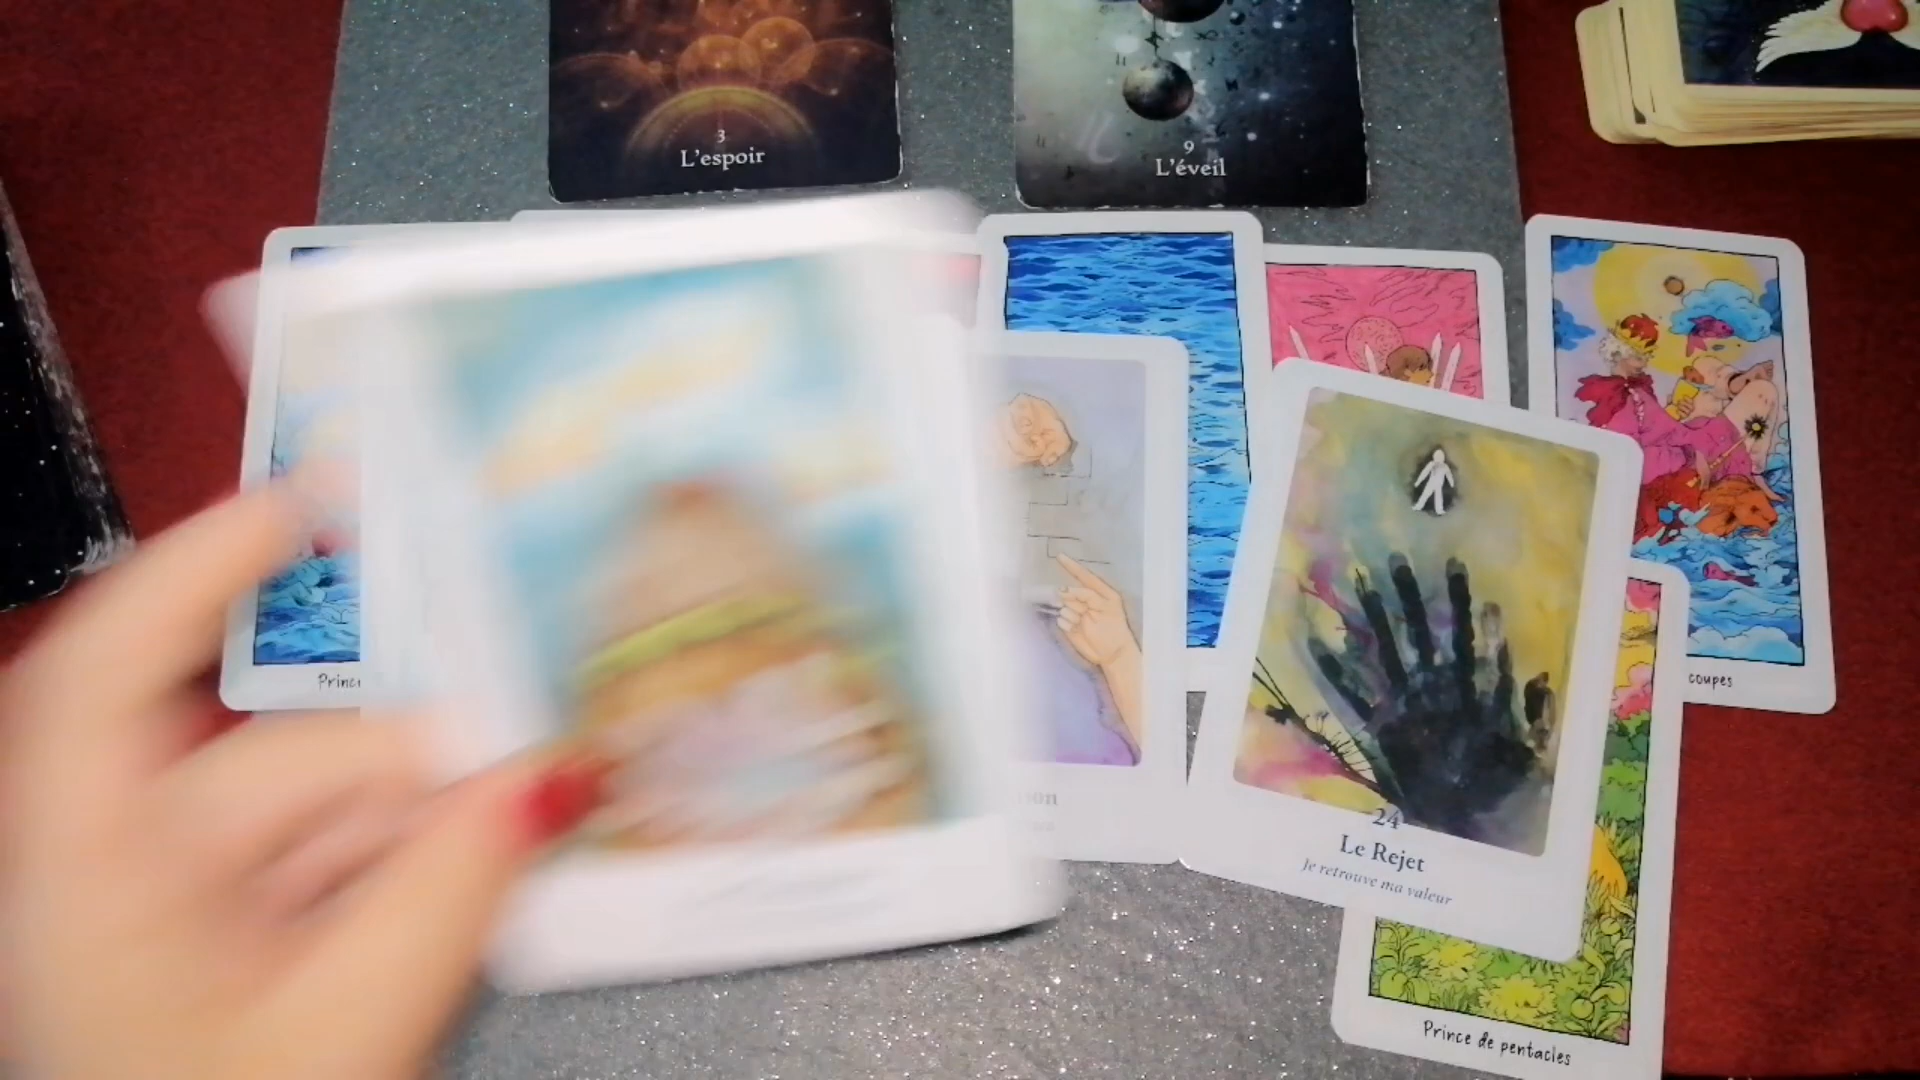 3
L'espoir
9
L'éveil
coupes
24
Le Rejet
Je retrouve ma valeur
Prince de pentacles